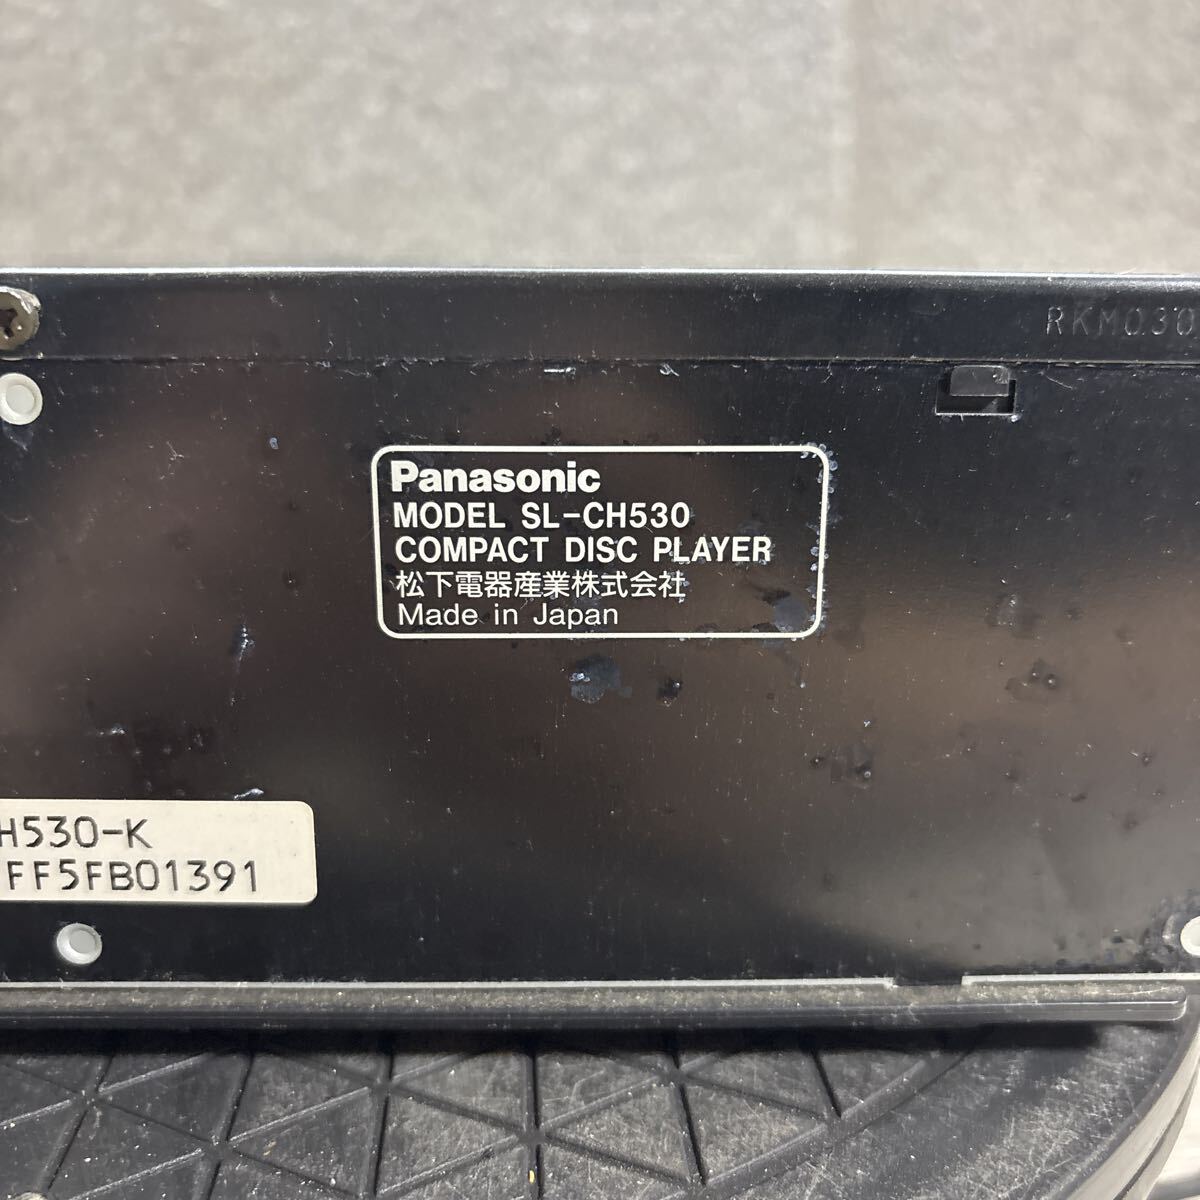 RKM030
Panasonic
MODEL SL-CH530
COMPACT DISC PLAYER
松下電器産業株式会社
Made in Japan
H530-K
FF5FB01391